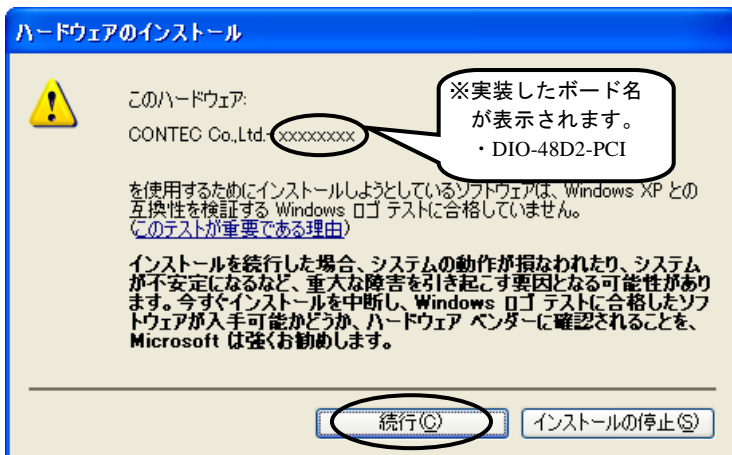 ハードウェアのインストール
このハードウェア:
CONTEC Co.,Ltd.-xxxxxxxx
※実装したボード名
が表示されます。
・DIO-48D2-PCI
を使用するためにインストールしようとしているソフトウェアは、Windows XP との
互換性を検証する Windows ロゴ テストに合格していません。
(このテストが重要である理由)
インストールを続行した場合、システムの動作が損なわれたり、システム
が不安定になるなど、重大な障害を引き起こす要因となる可能性があり
ます。今すぐインストールを中断し、Windows ロゴ テストに合格したソフ
トウェアが入手可能かどうか、ハードウェア ベンダーに確認されることを、
Microsoft は強くお勧めします。
続行(C)
インストールの停止(S)